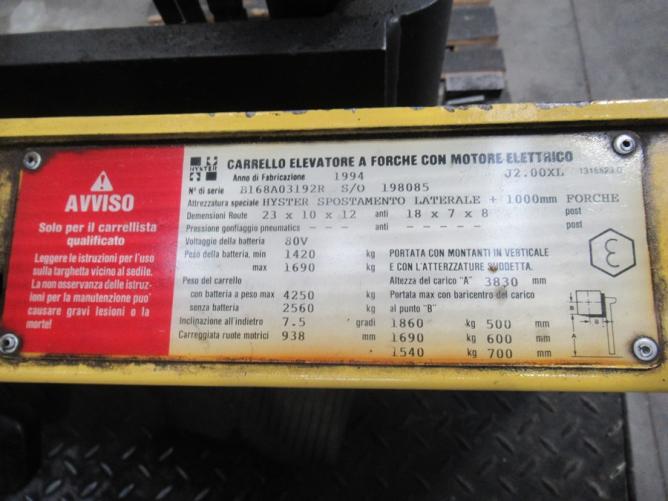 AVVISO
Solo per il carrellista
qualificato
Leggere le istruzioni per l'uso
sulla targhetta vicino al sedile.
La non osservanza delle istruz-
ioni per la manutenzione puo'
causare gravi lesioni o la
morte!
HYSTER
CARRELLO ELEVATORE A FORCHE CON MOTORE ELETTRICO
Anno di Fabricazione 1994 J2.00XL
N° di serie B168A03192R S/O 198085
Attrezzatura speciale HYSTER SPOSTAMENTO LATERALE + 1000mm FORCHE
Demensioni Route 23 x 10 x 12 anti 18 x 7 x 8 post
Pressione gonfiaggio pneumatics - - - anti - - - post
Voltaggio della batteria 80V
Peso della batteria, min 1420 kg
max 1690 kg
Peso del carrello
con batteria a peso max 4250 kg
senza batteria 2560 kg
Inclinazione all'indietro 7.5 gradi
Carreggiata ruote motrici 938 mm
PORTATA CON MONTANTI IN VERTICALE
E CON L'ATTERZZATURE SUDDETTA.
Altezza del carico "A" 3830 mm
Portata max con baricentro del carico
al punto "B"
1860 kg 500 mm
1690 kg 600 mm
1540 kg 700 mm
Ɛ
B
A